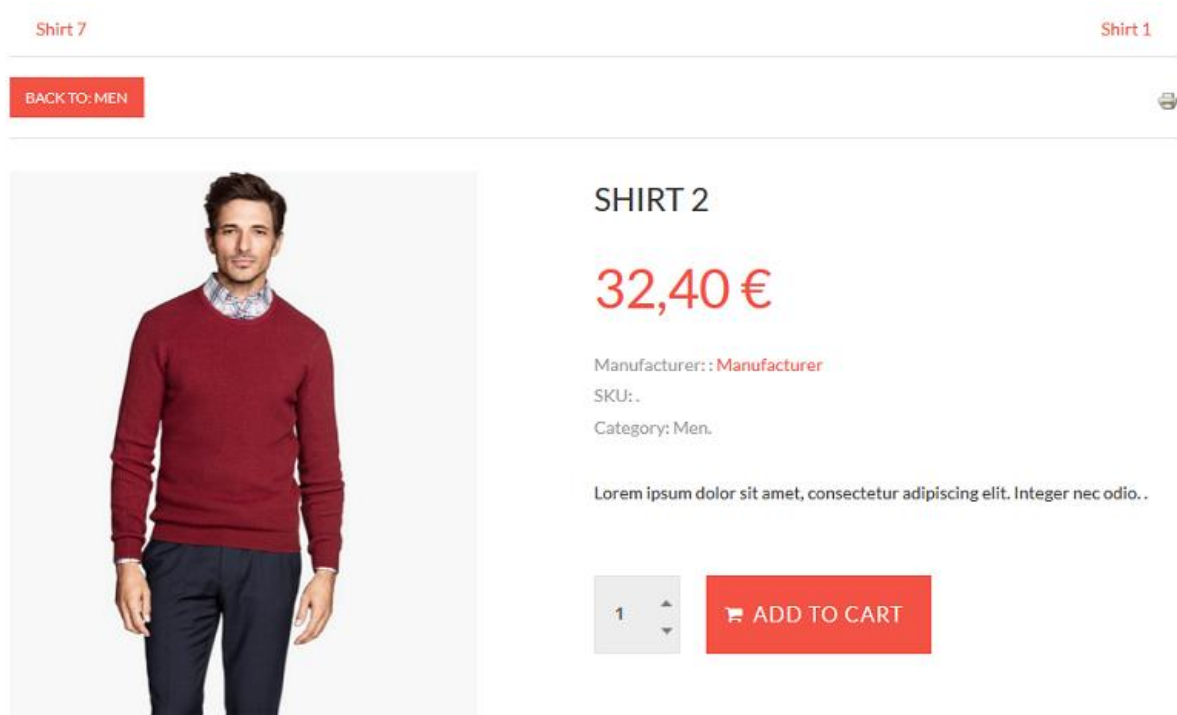 Shirt 7
Shirt 1
BACK TO: MEN
SHIRT 2
32,40 €
Manufacturer: : Manufacturer
SKU: .
Category: Men.
Lorem ipsum dolor sit amet, consectetur adipiscing elit. Integer nec odio. .
1
ADD TO CART